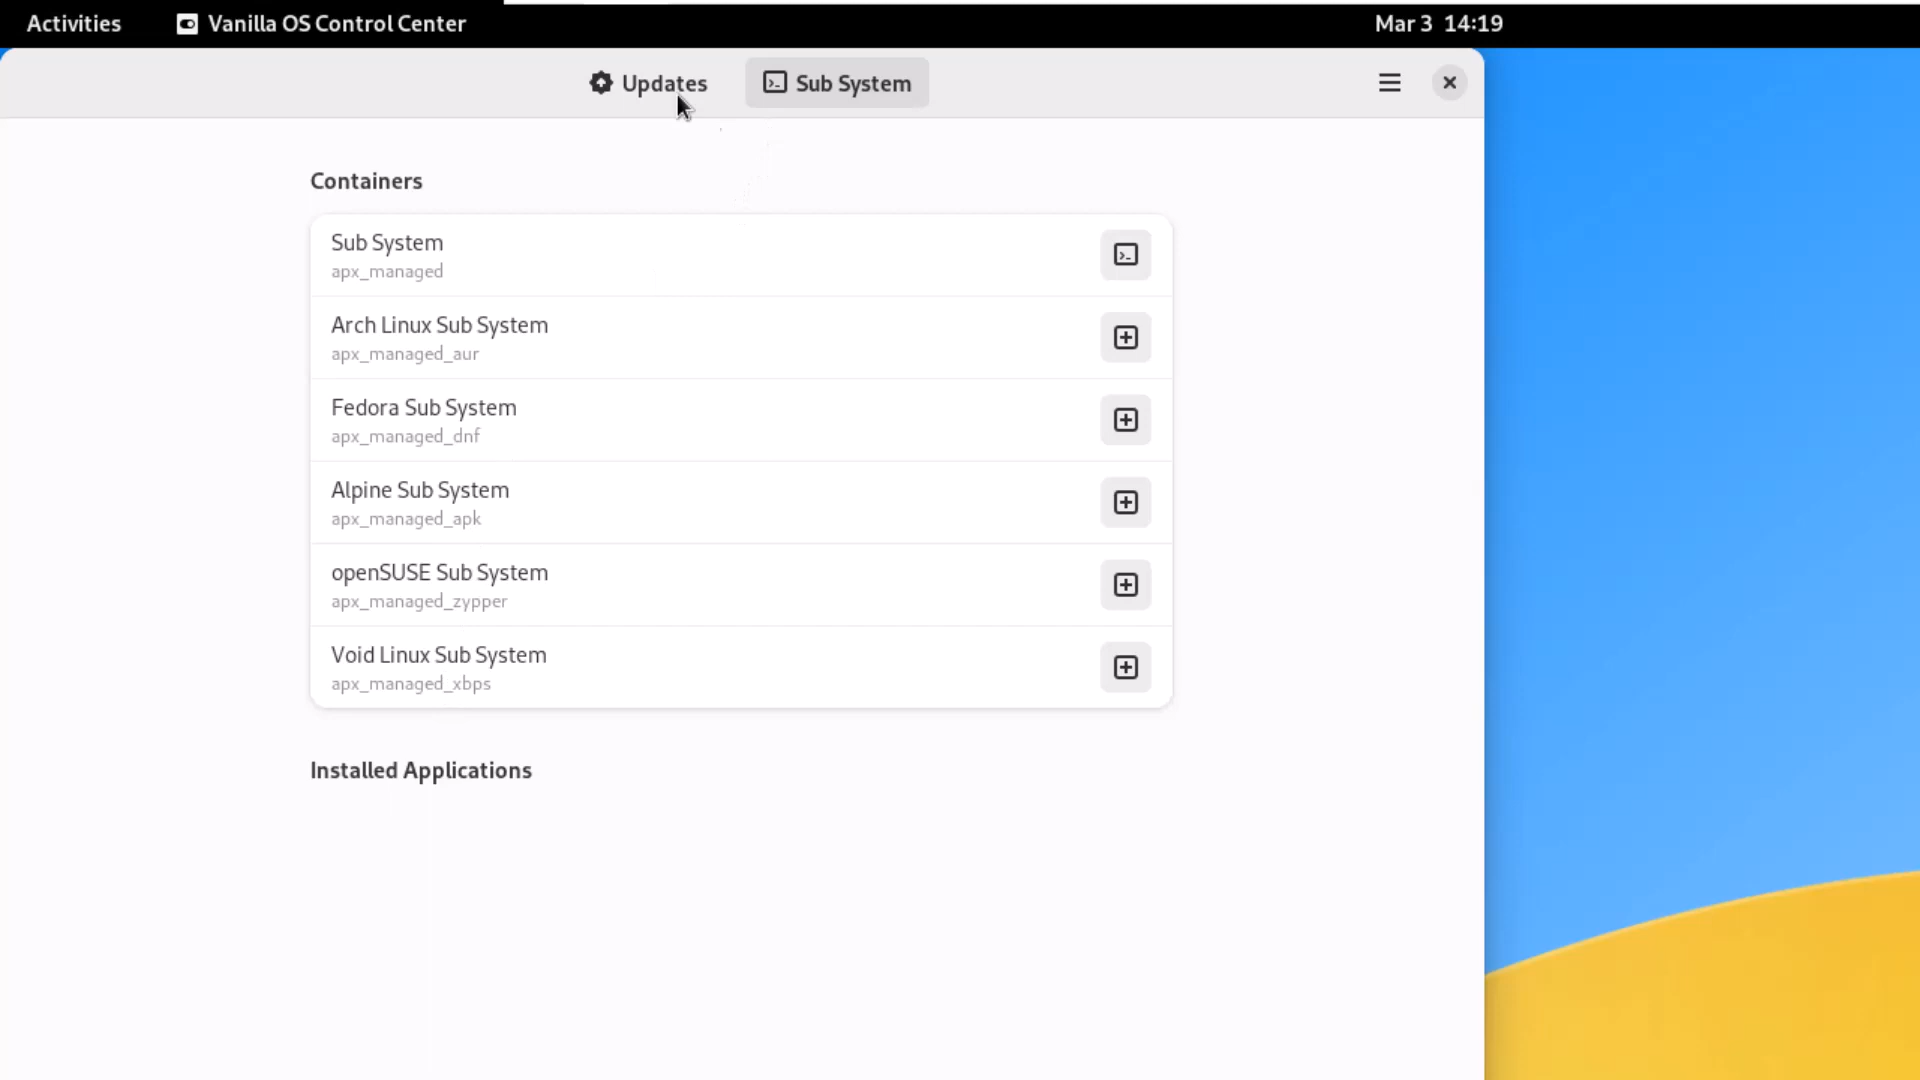 Activities
Vanilla OS Control Center
Mar 3 14:19
Updates
Sub System
Containers
Sub System
apx_managed
Arch Linux Sub System
apx_managed_aur
Fedora Sub System
apx_managed_dnf
Alpine Sub System
apx_managed_apk
openSUSE Sub System
apx_managed_zypper
Void Linux Sub System
apx_managed_xbps
Installed Applications